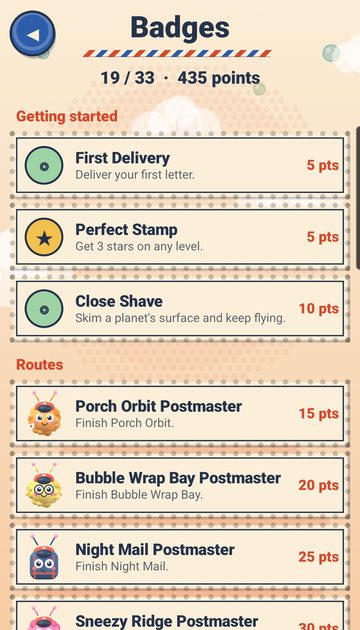 Badges
19 / 33 · 435 points
Getting started
First Delivery
Deliver your first letter.
5 pts
Perfect Stamp
Get 3 stars on any level.
5 pts
Close Shave
Skim a planet's surface and keep flying.
10 pts
Routes
Porch Orbit Postmaster
Finish Porch Orbit.
15 pts
Bubble Wrap Bay Postmaster
Finish Bubble Wrap Bay.
20 pts
Night Mail Postmaster
Finish Night Mail.
25 pts
Sneezy Ridge Postmaster
30 pts